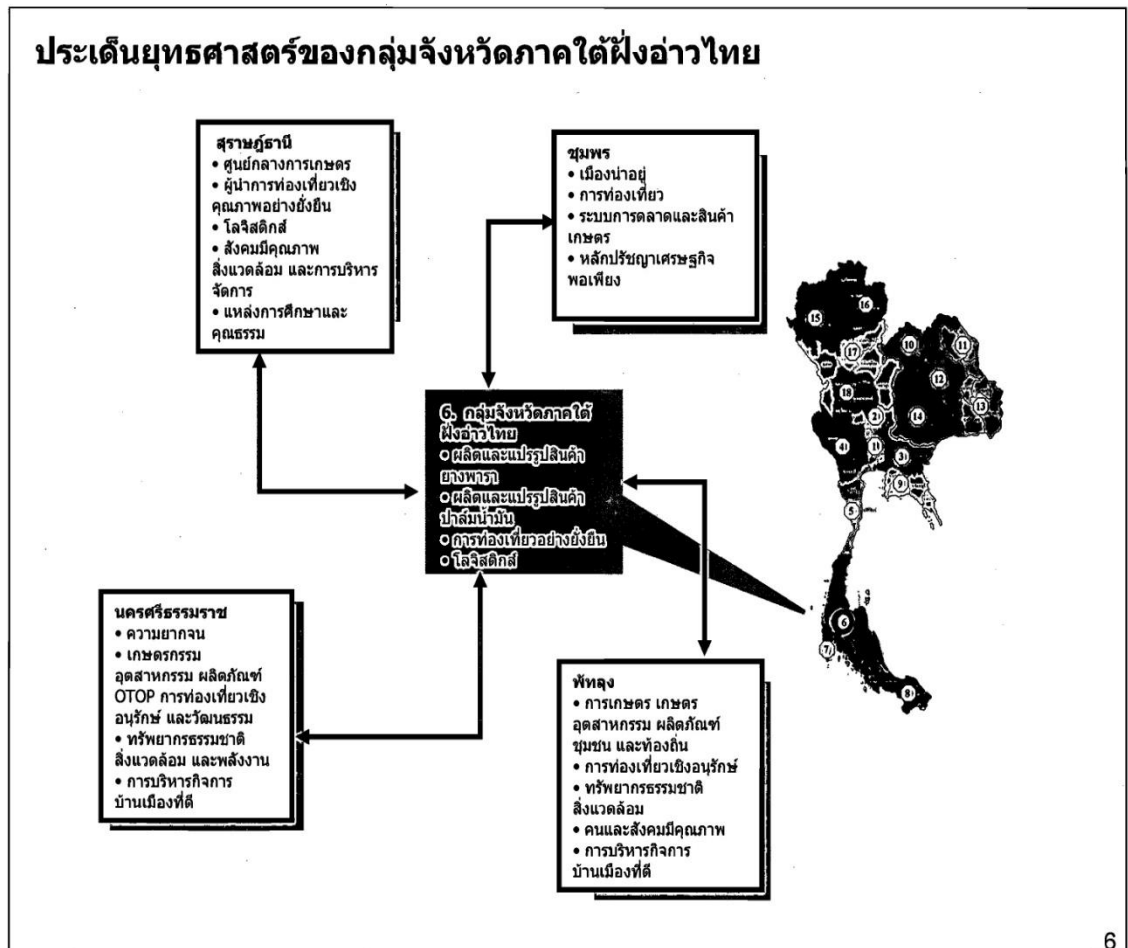 ประเด็นยุทธศาสตร์ของกลุ่มจังหวัดภาคใต้ฝั่งอ่าวไทย
สุราษฎ์ธานี
• ศูนย์กลางการเกษตร
• ผู้นำการท่องเที่ยวเชิง
คุณภาพอย่างยั่งยืน
• โลจิสติกส์
• สังคมมีคุณภาพ
สิ่งแวดล้อม และการบริหาร
จัดการ
• แหล่งการศึกษาและ
คุณธรรม
ชุมพร
• เมืองน่าอยู่
• การท่องเที่ยว
• ระบบการตลาดและสินค้า
เกษตร
• หลักปรัชญาเศรษฐกิจ
พอเพียง
6. กลุ่มจังหวัดภาคใต้
ฝั่งอ่าวไทย
• ผลิตและแปรรูปสินค้า
ยางพารา
• ผลิตและแปรรูปสินค้า
ปาล์มน้ำมัน
• การท่องเที่ยวอย่างยั่งยืน
• โลจิสติกส์
นครศรีธรรมราช
• ความยากจน
• เกษตรกรรม
อุตสาหกรรม ผลิตภัณฑ์
OTOP การท่องเที่ยวเชิง
อนุรักษ์ และวัฒนธรรม
• ทรัพยากรธรรมชาติ
สิ่งแวดล้อม และพลังงาน
• การบริหารกิจการ
บ้านเมืองที่ดี
พัทลุง
• การเกษตร เกษตร
อุตสาหกรรม ผลิตภัณฑ์
ชุมชน และท้องถิ่น
• การท่องเที่ยวเชิงอนุรักษ์
• ทรัพยากรธรรมชาติ
สิ่งแวดล้อม
• คนและสังคมมีคุณภาพ
• การบริหารกิจการ
บ้านเมืองที่ดี
16
15
17
10
11
12
18
13
2
14
4
1
3
9
5
6
7
8
6